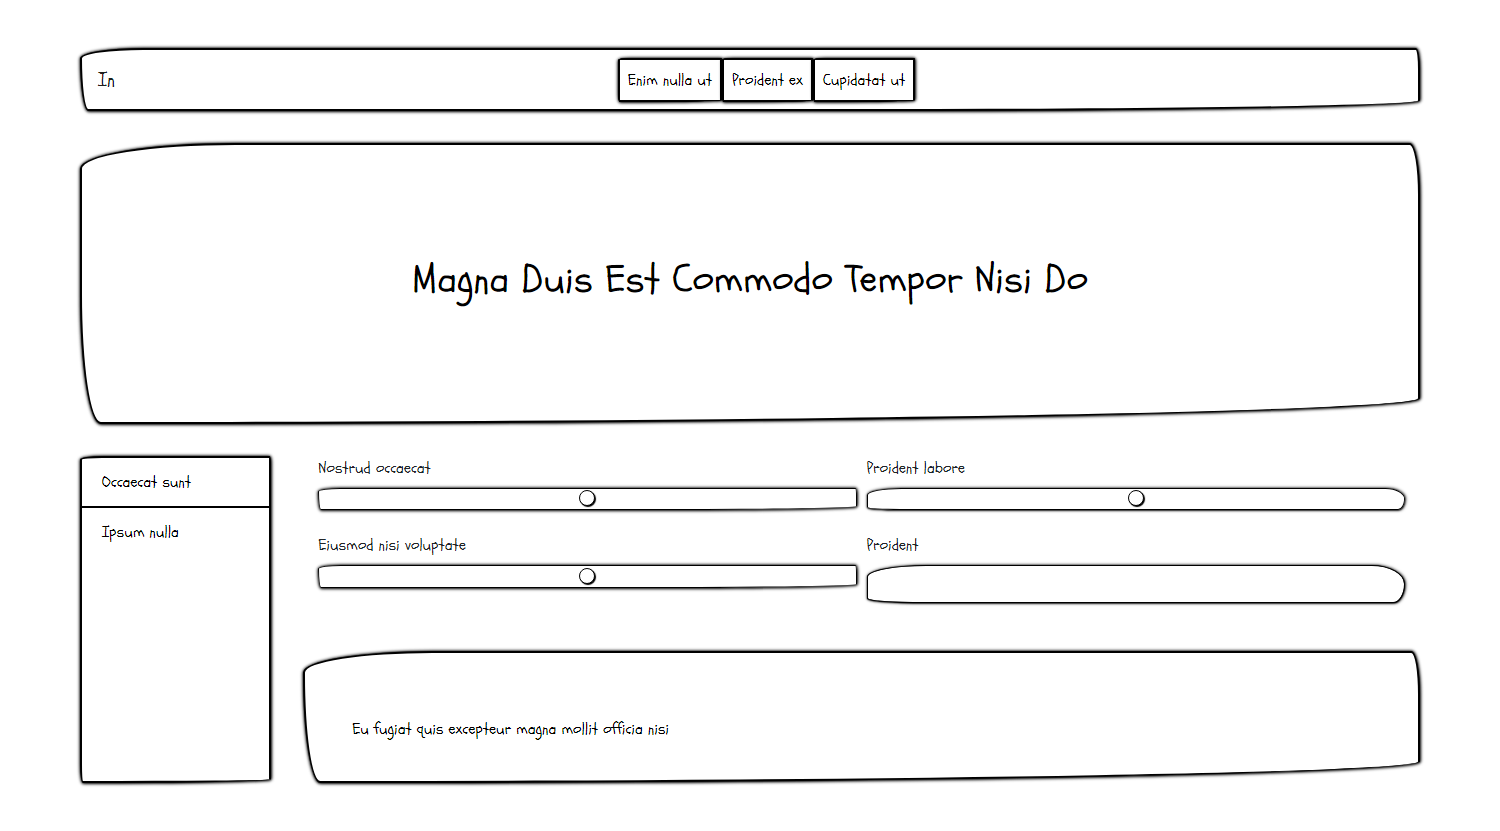 In
Enim nulla ut
Proident ex
Cupidatat ut
Magna Duis Est Commodo Tempor Nisi Do
Occaecat sunt
Ipsum nulla
Nostrud occaecat
Proident labore
Eiusmod nisi voluptate
Proident
Eu fugiat quis excepteur magna mollit officia nisi